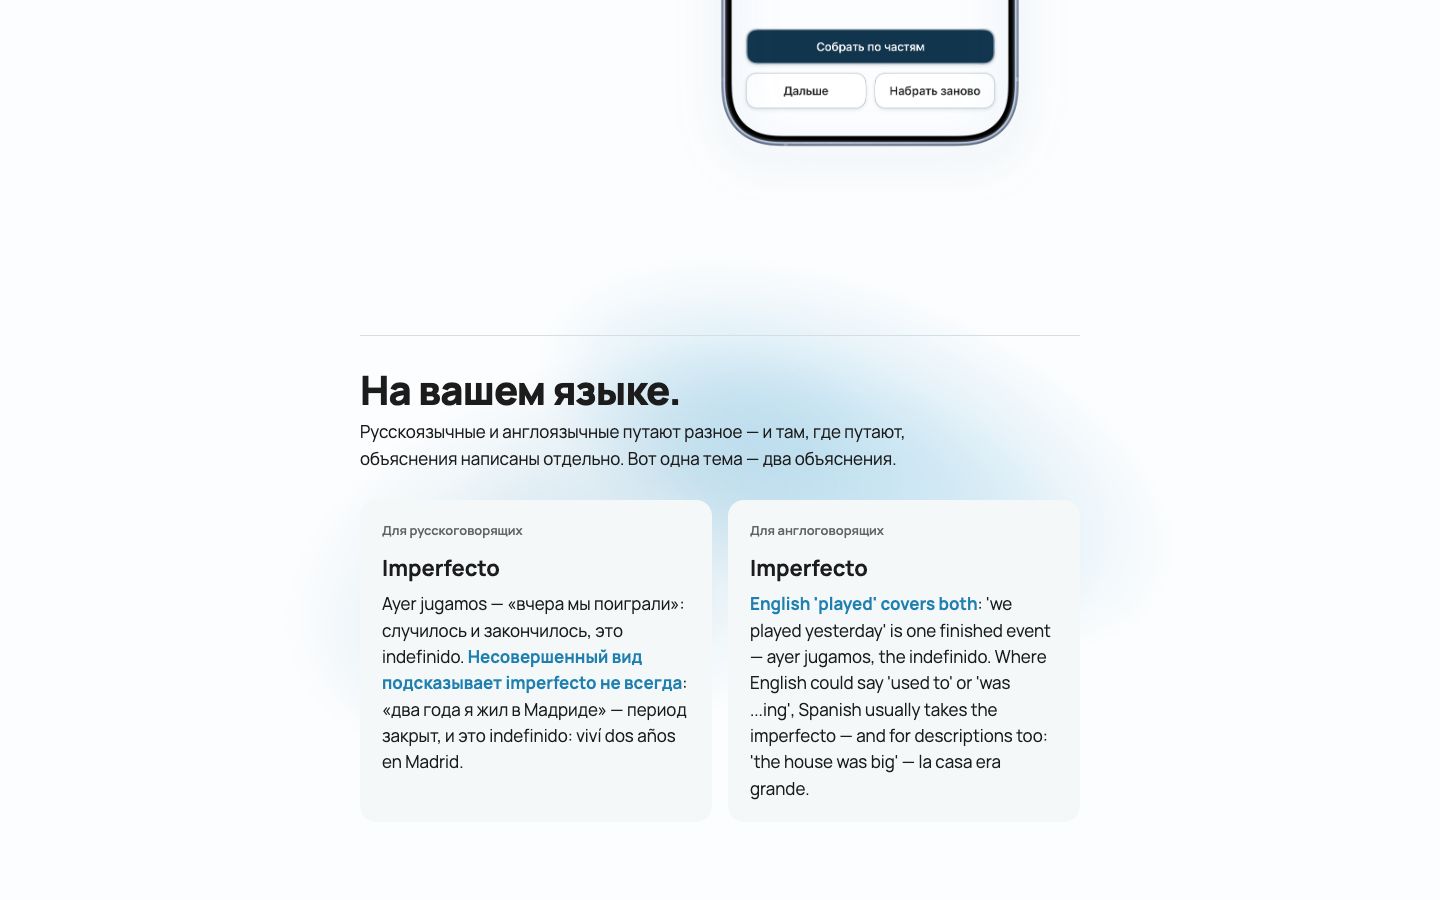 Собрать по частям
Дальше
Набрать заново
На вашем языке.
Русскоязычные и англоязычные путают разное — и там, где путают,
объяснения написаны отдельно. Вот одна тема — два объяснения.
Для русскоговорящих
Imperfecto
Ayer jugamos — «вчера мы поиграли»:
случилось и закончилось, это
indefinido. Несовершенный вид
подсказывает imperfecto не всегда:
«два года я жил в Мадриде» — период
закрыт, и это indefinido: viví dos años
en Madrid.
Для англоговорящих
Imperfecto
English 'played' covers both: 'we
played yesterday' is one finished event
— ayer jugamos, the indefinido. Where
English could say 'used to' or 'was
...ing', Spanish usually takes the
imperfecto — and for descriptions too:
'the house was big' — la casa era
grande.